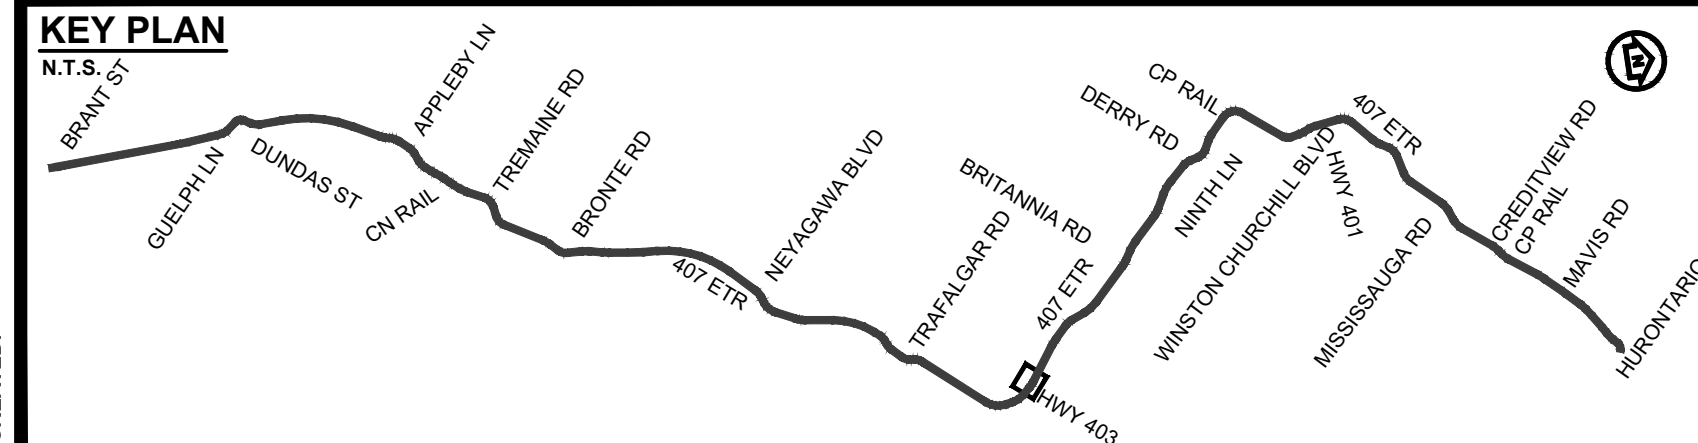 KEY PLAN
N.T.S.
BRANT ST
GUELPH LN
DUNDAS ST
APPLEBY LN
CN RAIL
TREMAINE RD
BRONTE RD
407 ETR
NEYAGAWA BLVD
TRAFALGAR RD
HWY 403
407 ETR
BRITANNIA RD
DERRY RD
CP RAIL
NINTH LN
WINSTON CHURCHILL BLVD
HWY 401
407 ETR
MISSISSAUGA RD
CREDITVIEW RD
CP RAIL
MAVIS RD
HURONTARIO
N